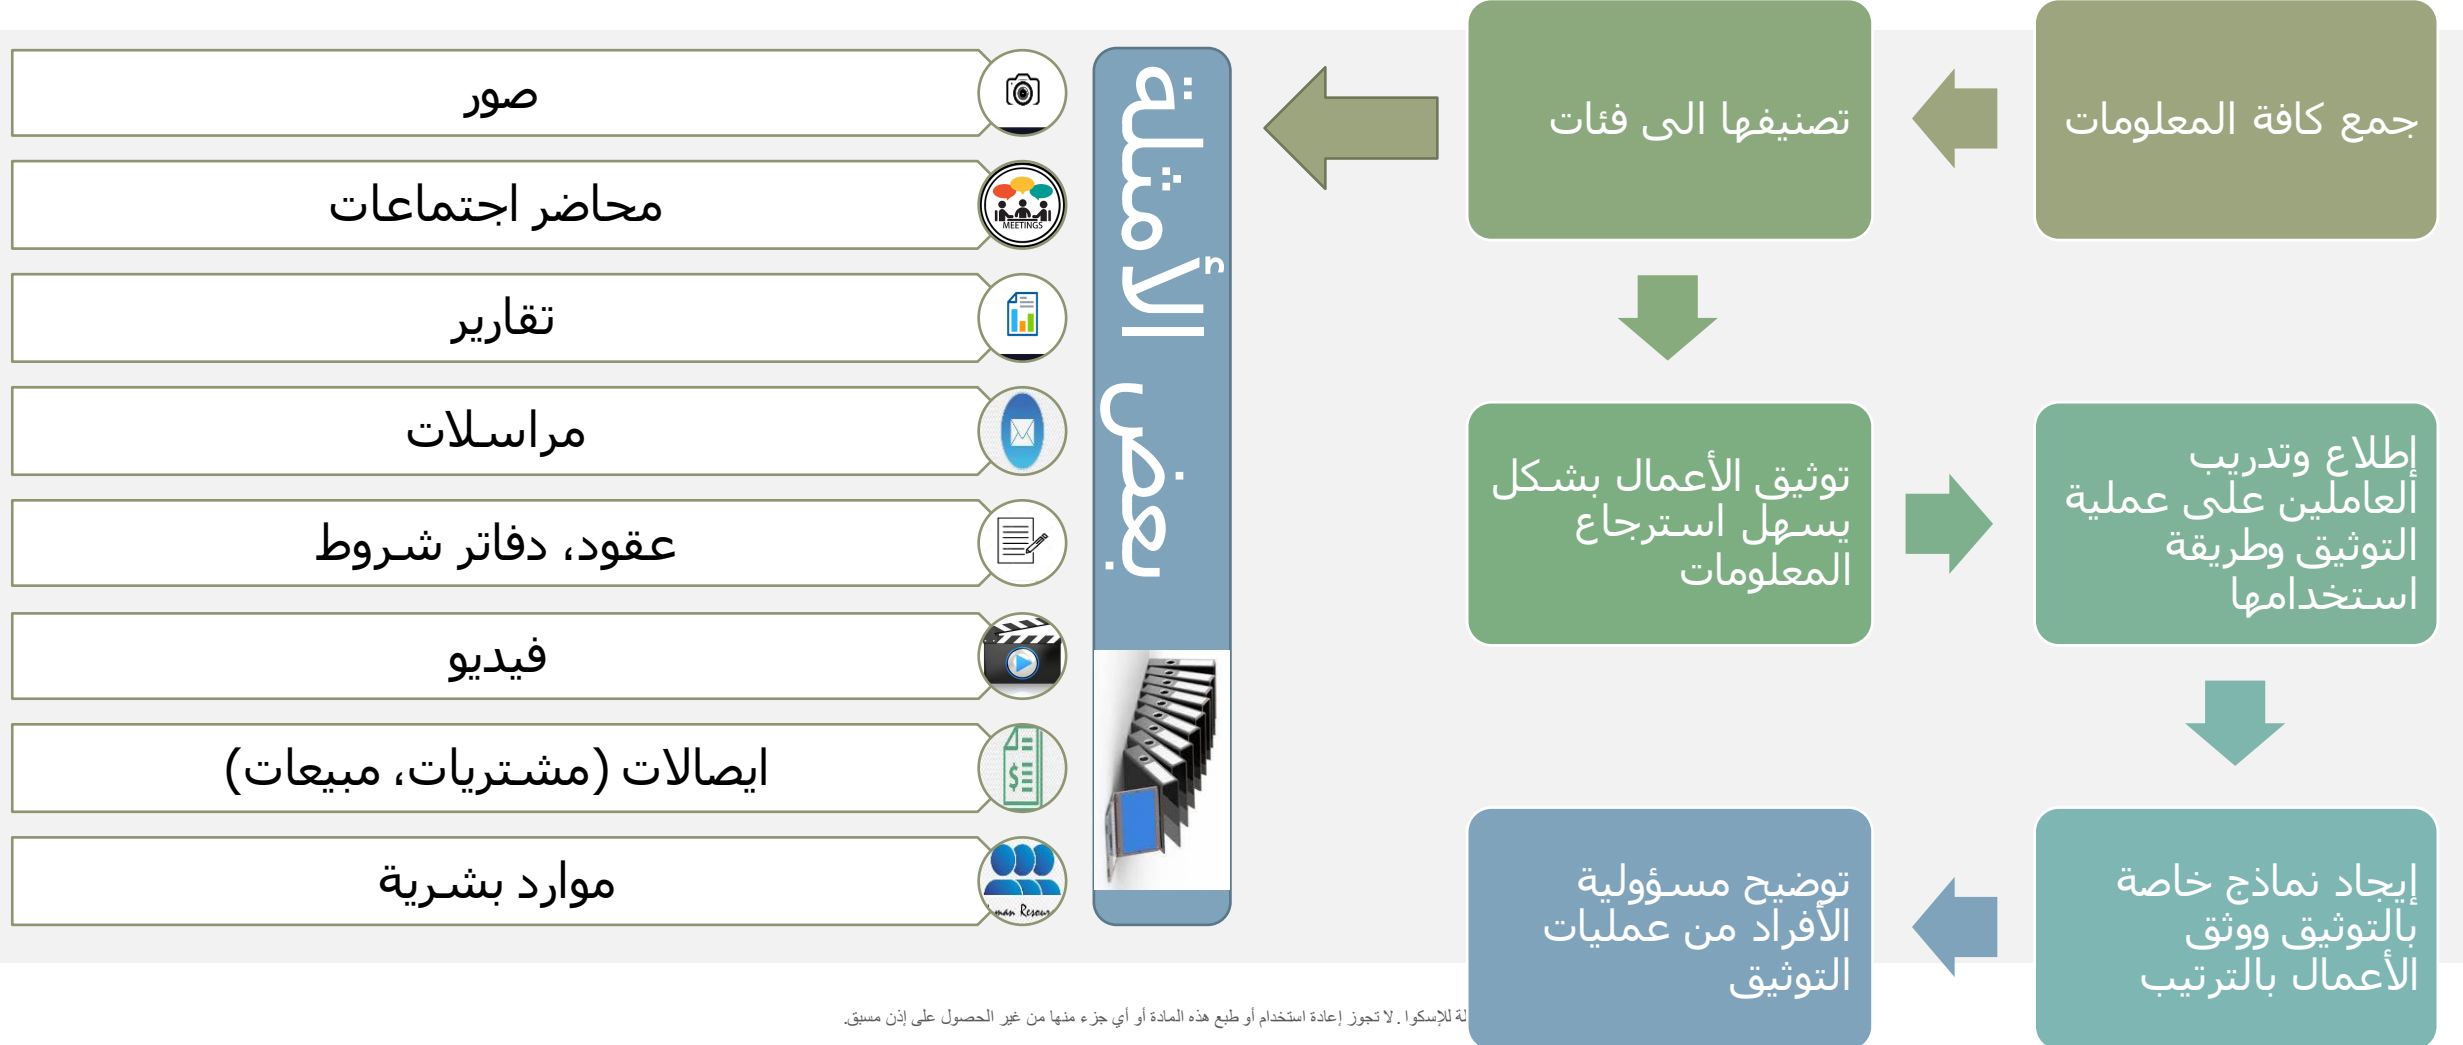 جمع كافة المعلومات
تصنيفها الى فئات
توثيق الأعمال بشكل
يسهل استرجاع
المعلومات
إطلاع وتدريب
العاملين على عملية
التوثيق وطريقة
استخدامها
إيجاد نماذج خاصة
بالتوثيق ووثق
الأعمال بالترتيب
توضيح مسؤولية
الأفراد من عمليات
التوثيق
بعض الأمثلة
صور
محاضر اجتماعات
MEETINGS
تقارير
مراسلات
عقود، دفاتر شروط
فيديو
ايصالات (مشتريات، مبيعات)
$
موارد بشرية
للإسكوا . لا تجوز إعادة استخدام أو طبع هذه المادة أو أي جزء منها من غير الحصول على إذن مسبق.